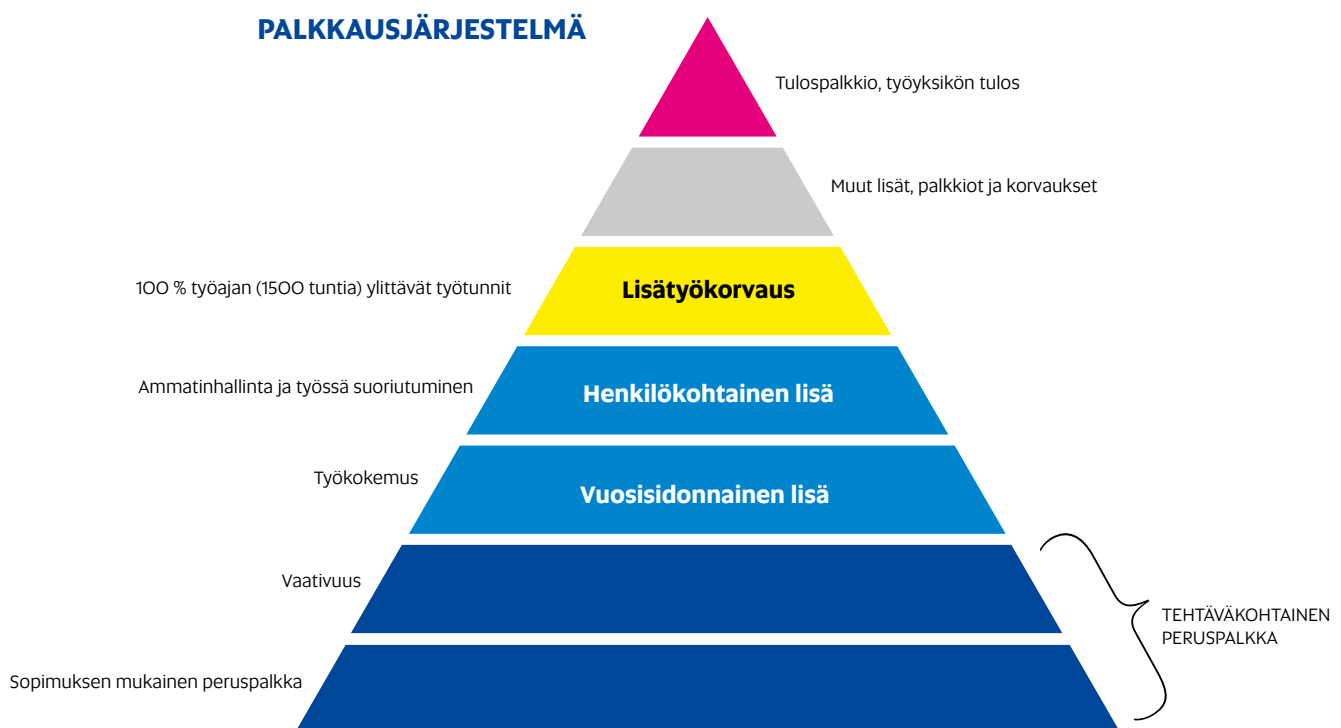 PALKKAUSJÄRJESTELMÄ
Tulospalkkio, työyksikön tulos
Muut lisät, palkkiot ja korvaukset
100 % työajan (1500 tuntia) ylittävät työtunnit
Lisätyökorvaus
Ammatinhallinta ja työssä suoriutuminen
Henkilökohtainen lisä
Työkokemus
Vuosisidonnainen lisä
Vaativuus
TEHTÄVÄKOHTAINEN
PERUSPALKKA
Sopimuksen mukainen peruspalkka